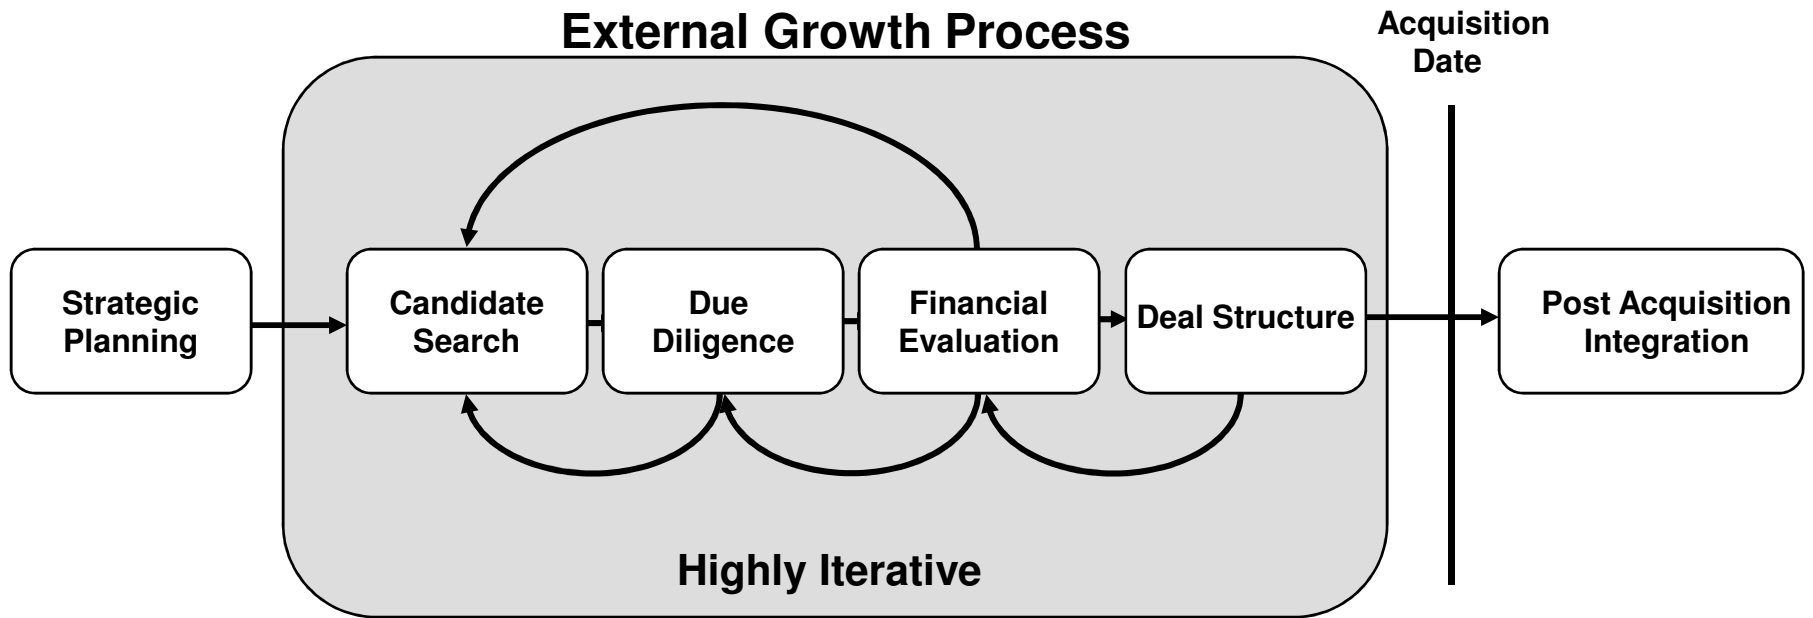 External Growth Process
Acquisition
Date
Strategic
Planning
Candidate
Search
Due
Diligence
Financial
Evaluation
Deal Structure
Post Acquisition
Integration
Highly Iterative